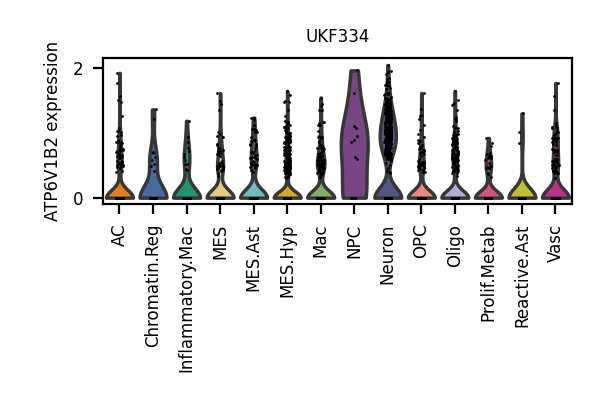 UKF334
ATP6V1B2 expression
2
0
AC
Chromatin.Reg
Inflammatory.Mac
MES
MES.Ast
MES.Hyp
Mac
NPC
Neuron
OPC
Oligo
Prolif.Metab
Reactive.Ast
Vasc